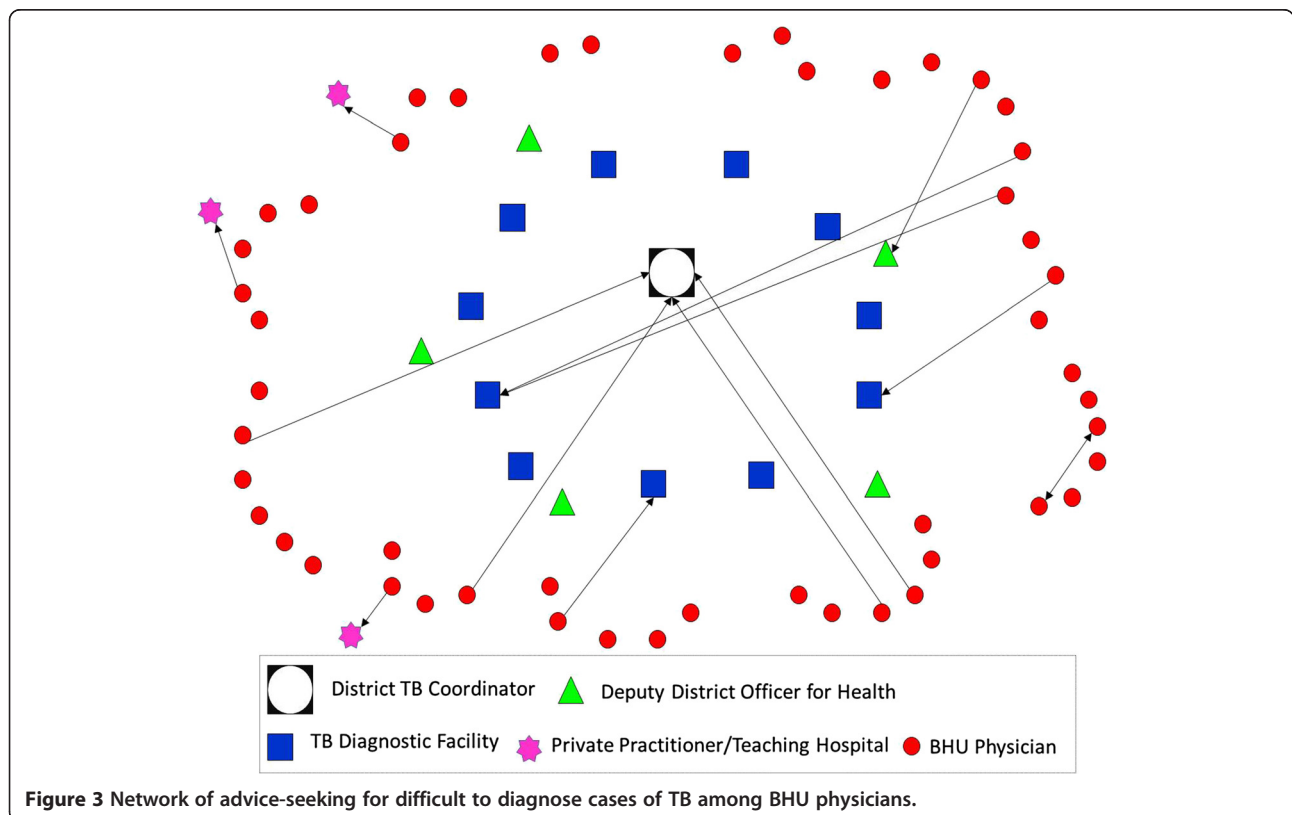 District TB Coordinator Deputy District Officer for Health
TB Diagnostic Facility Private Practitioner/Teaching Hospital BHU Physician
Figure 3 Network of advice-seeking for difficult to diagnose cases of TB among BHU physicians.